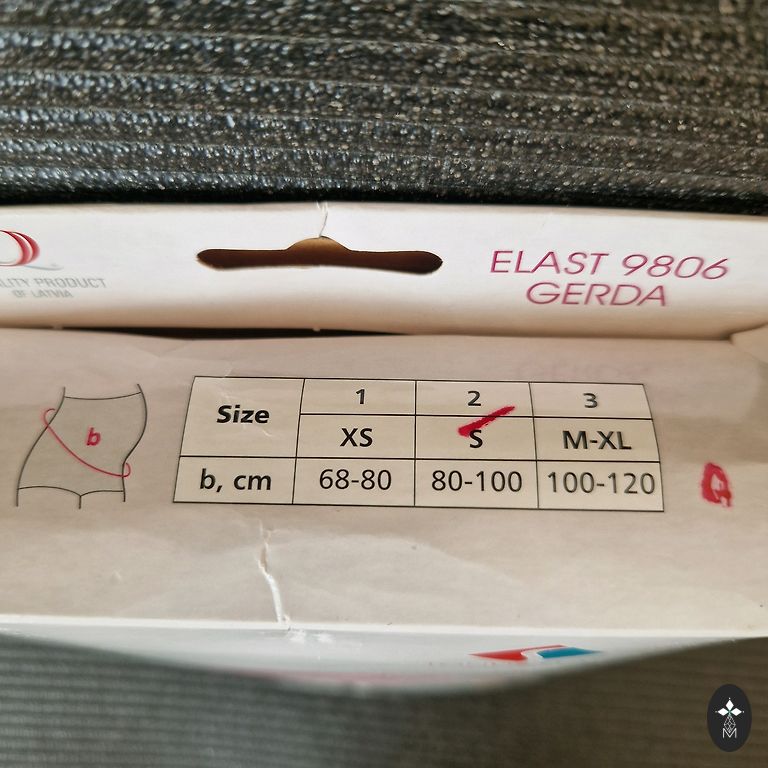 ELAST 9806
GERDA
QUALITY PRODUCT
OF LATVIA
b
Size 1 2 3
XS S M-XL
b, cm 68-80 80-100 100-120
M